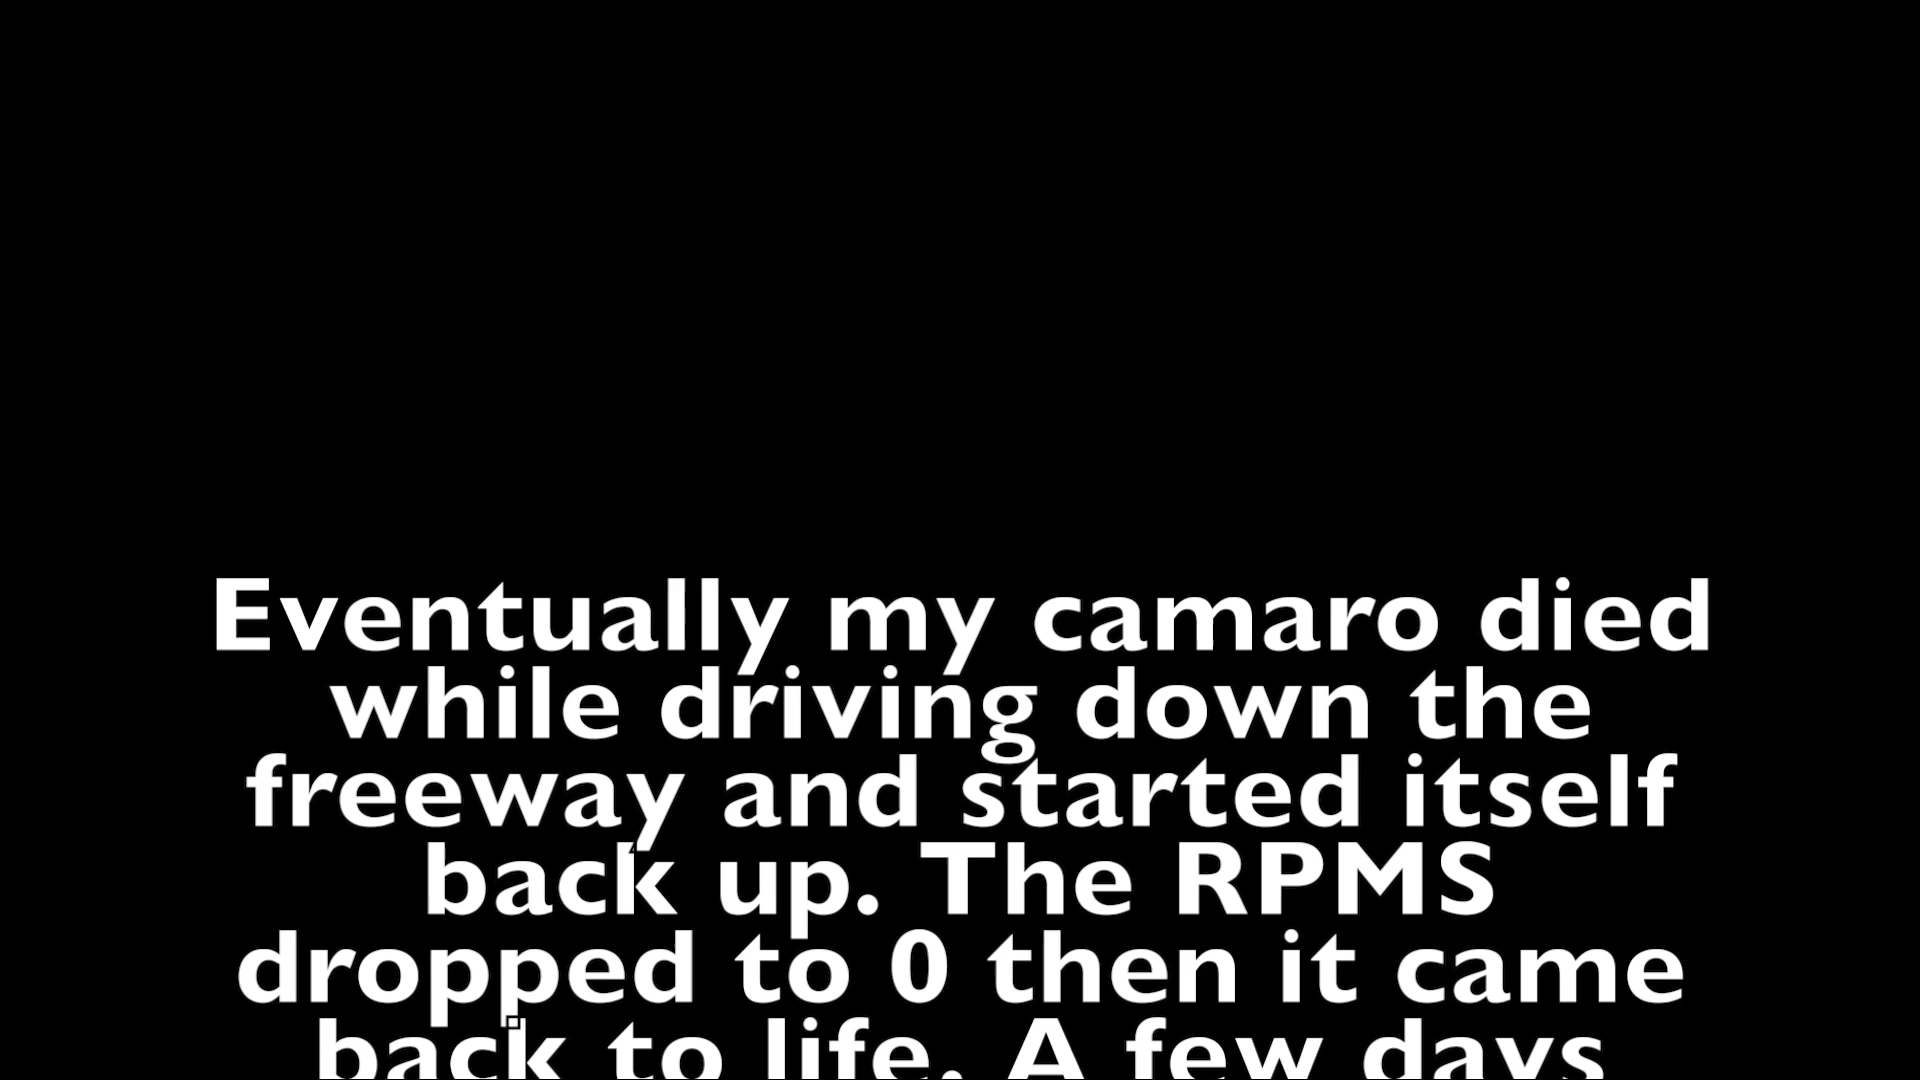 Eventually my camaro died
while driving down the
freeway and started itself
back up. The RPMS
dropped to 0 then it came
back to life. A few days